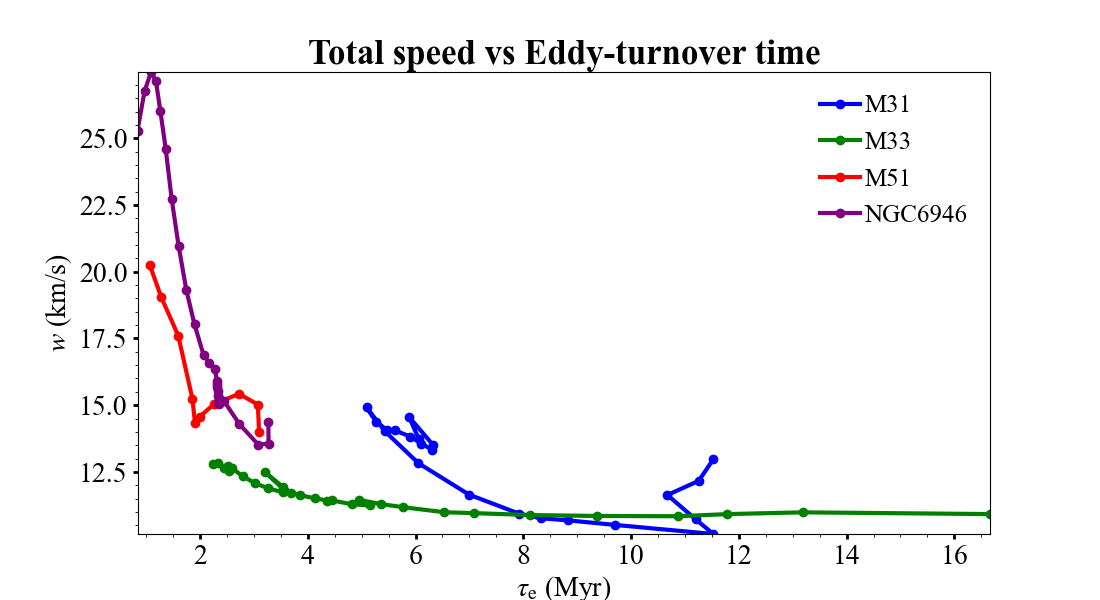 Total speed vs Eddy-turnover time
M31
M33
M51
NGC6946
w (km/s)
25.0
22.5
20.0
17.5
15.0
12.5
2 4 6 8 10 12 14 16
τe (Myr)